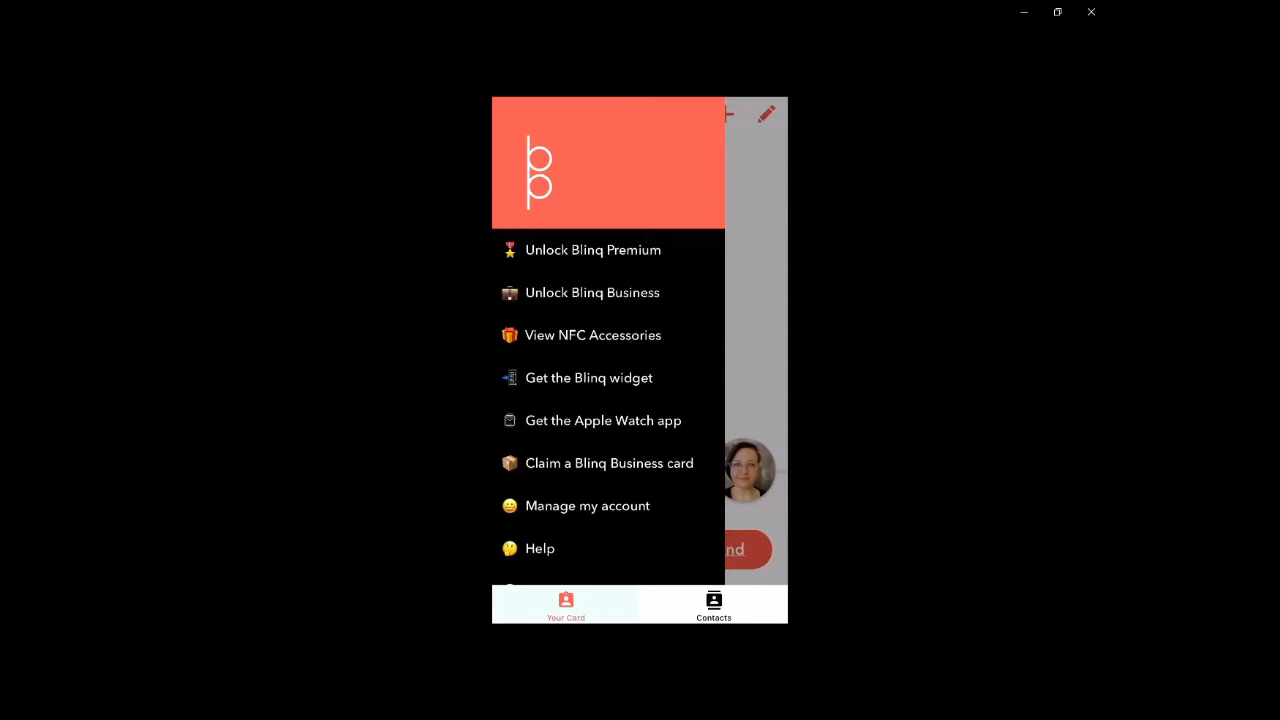 Unlock Blinq Premium
Unlock Blinq Business
View NFC Accessories
Get the Blinq widget
Get the Apple Watch app
Claim a Blinq Business card
Manage my account
Help
nd
Your Card
Contacts